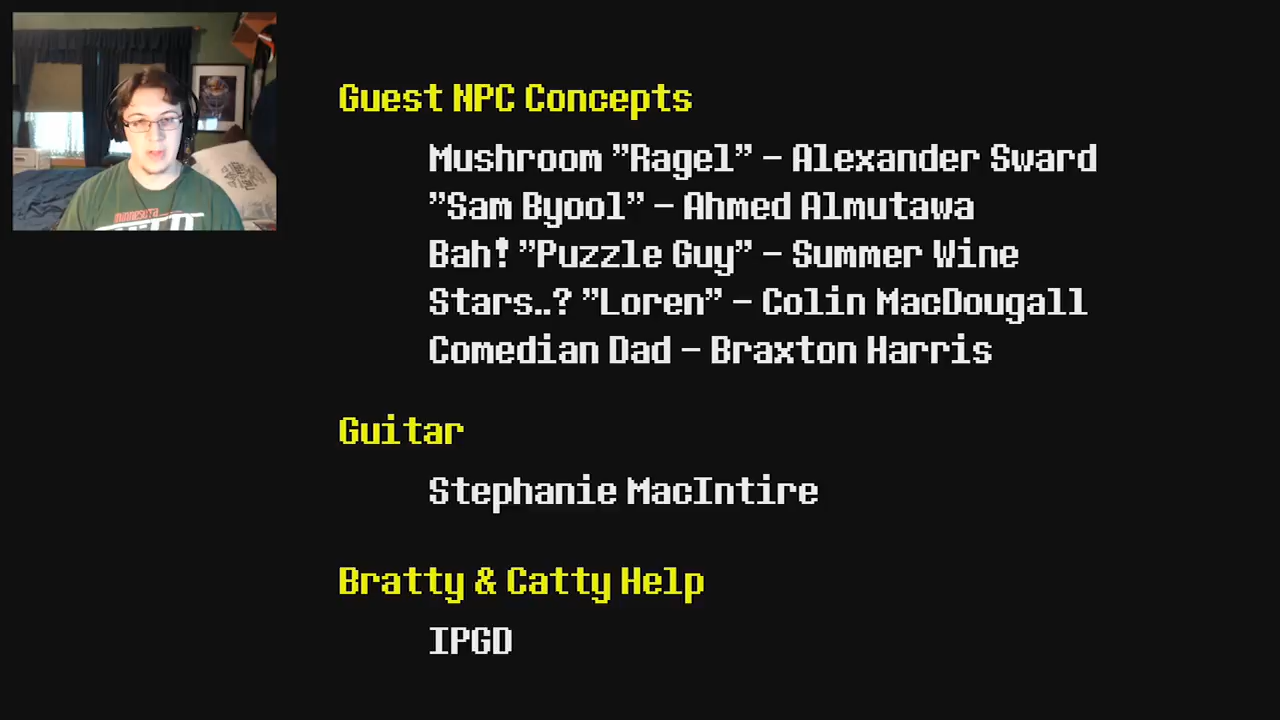 Guest NPC Concepts
Mushroom "Ragel" - Alexander Sward
"Sam Byool" - Ahmed Almutawa
Bah! "Puzzle Guy" - Summer Wine
Stars..? "Loren" - Colin MacDougall
Comedian Dad - Braxton Harris
Guitar
Stephanie MacIntire
Bratty & Catty Help
IPGD
MINNESOTA